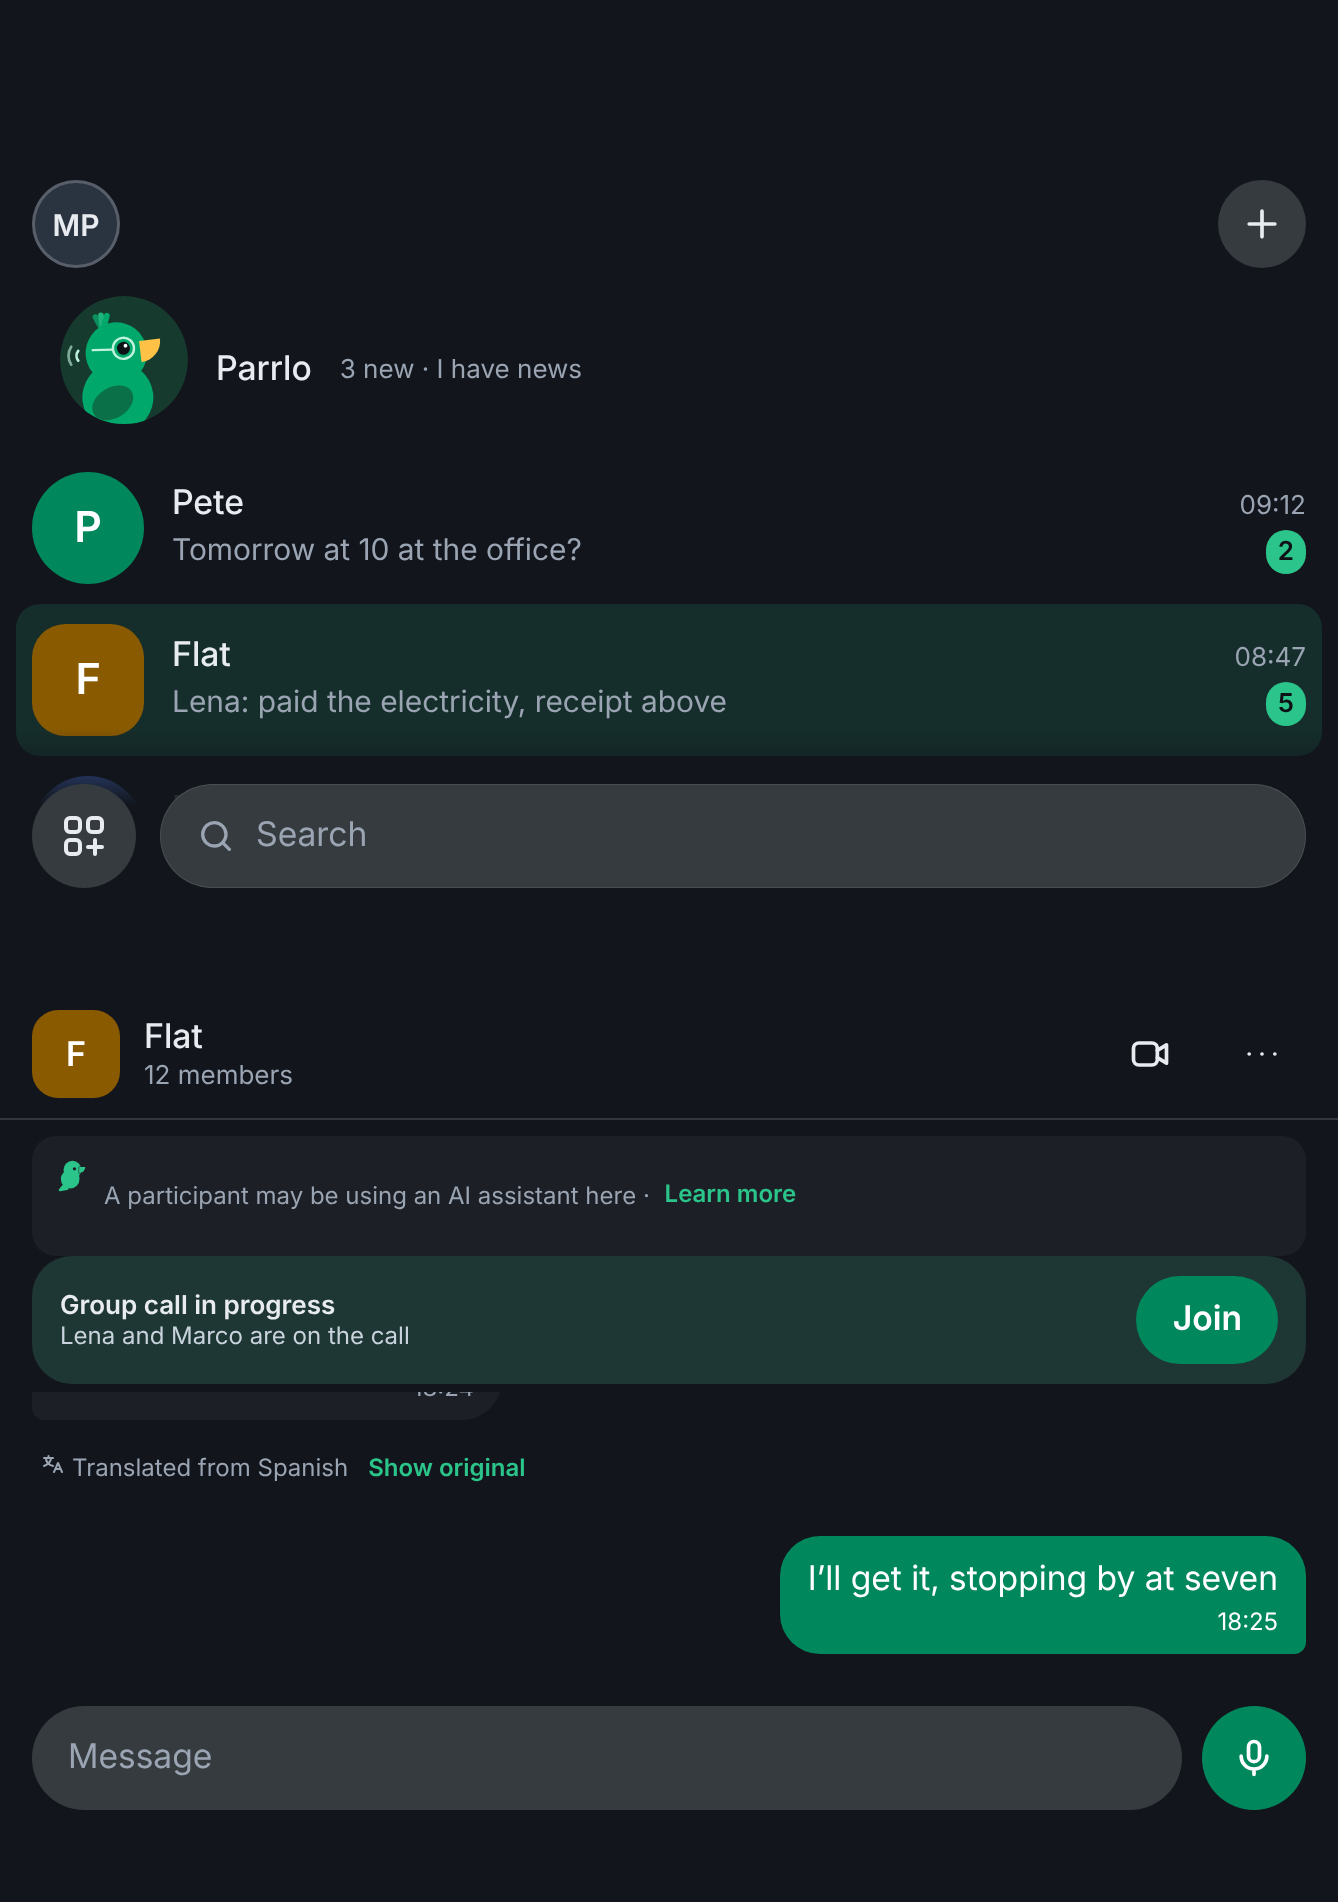 MP
Parrlo 3 new · I have news
P
Pete
09:12
Tomorrow at 10 at the office?
2
F
Flat
08:47
Lena: paid the electricity, receipt above
5
Search
F
Flat
12 members
A participant may be using an AI assistant here · Learn more
Group call in progress
Lena and Marco are on the call
Join
Translated from Spanish Show original
I’ll get it, stopping by at seven
18:25
Message